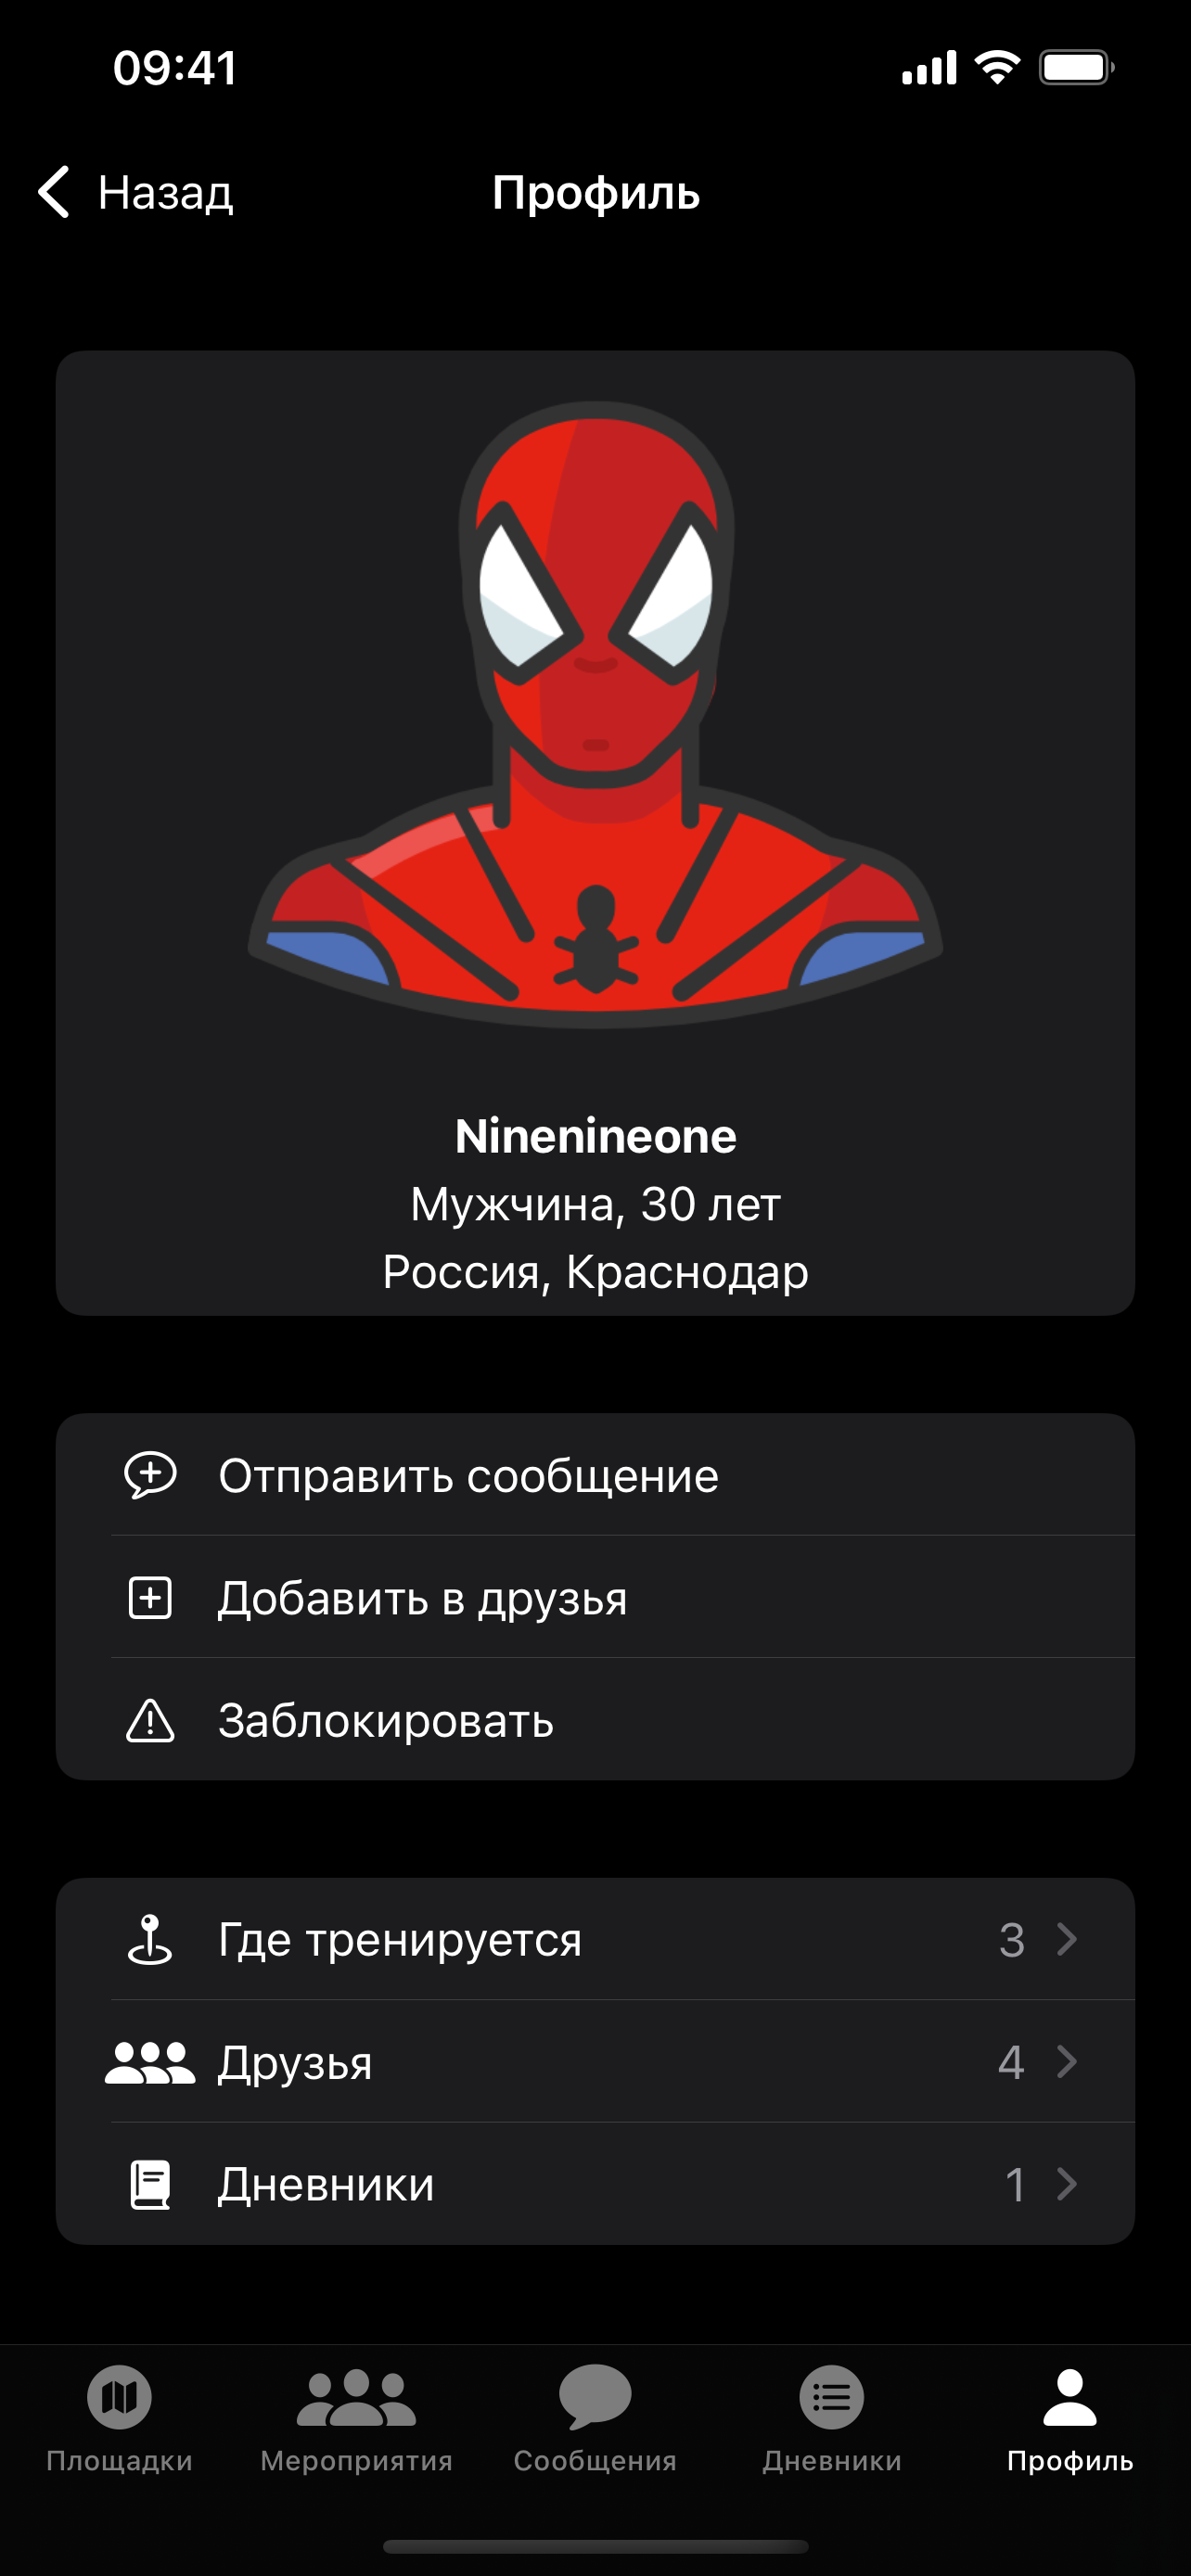 09:41
Назад
Профиль
Ninenineone
Мужчина, 30 лет
Россия, Краснодар
Отправить сообщение
Добавить в друзья
Заблокировать
Где тренируется 3
Друзья 4
Дневники 1
Площадки Мероприятия Сообщения Дневники Профиль